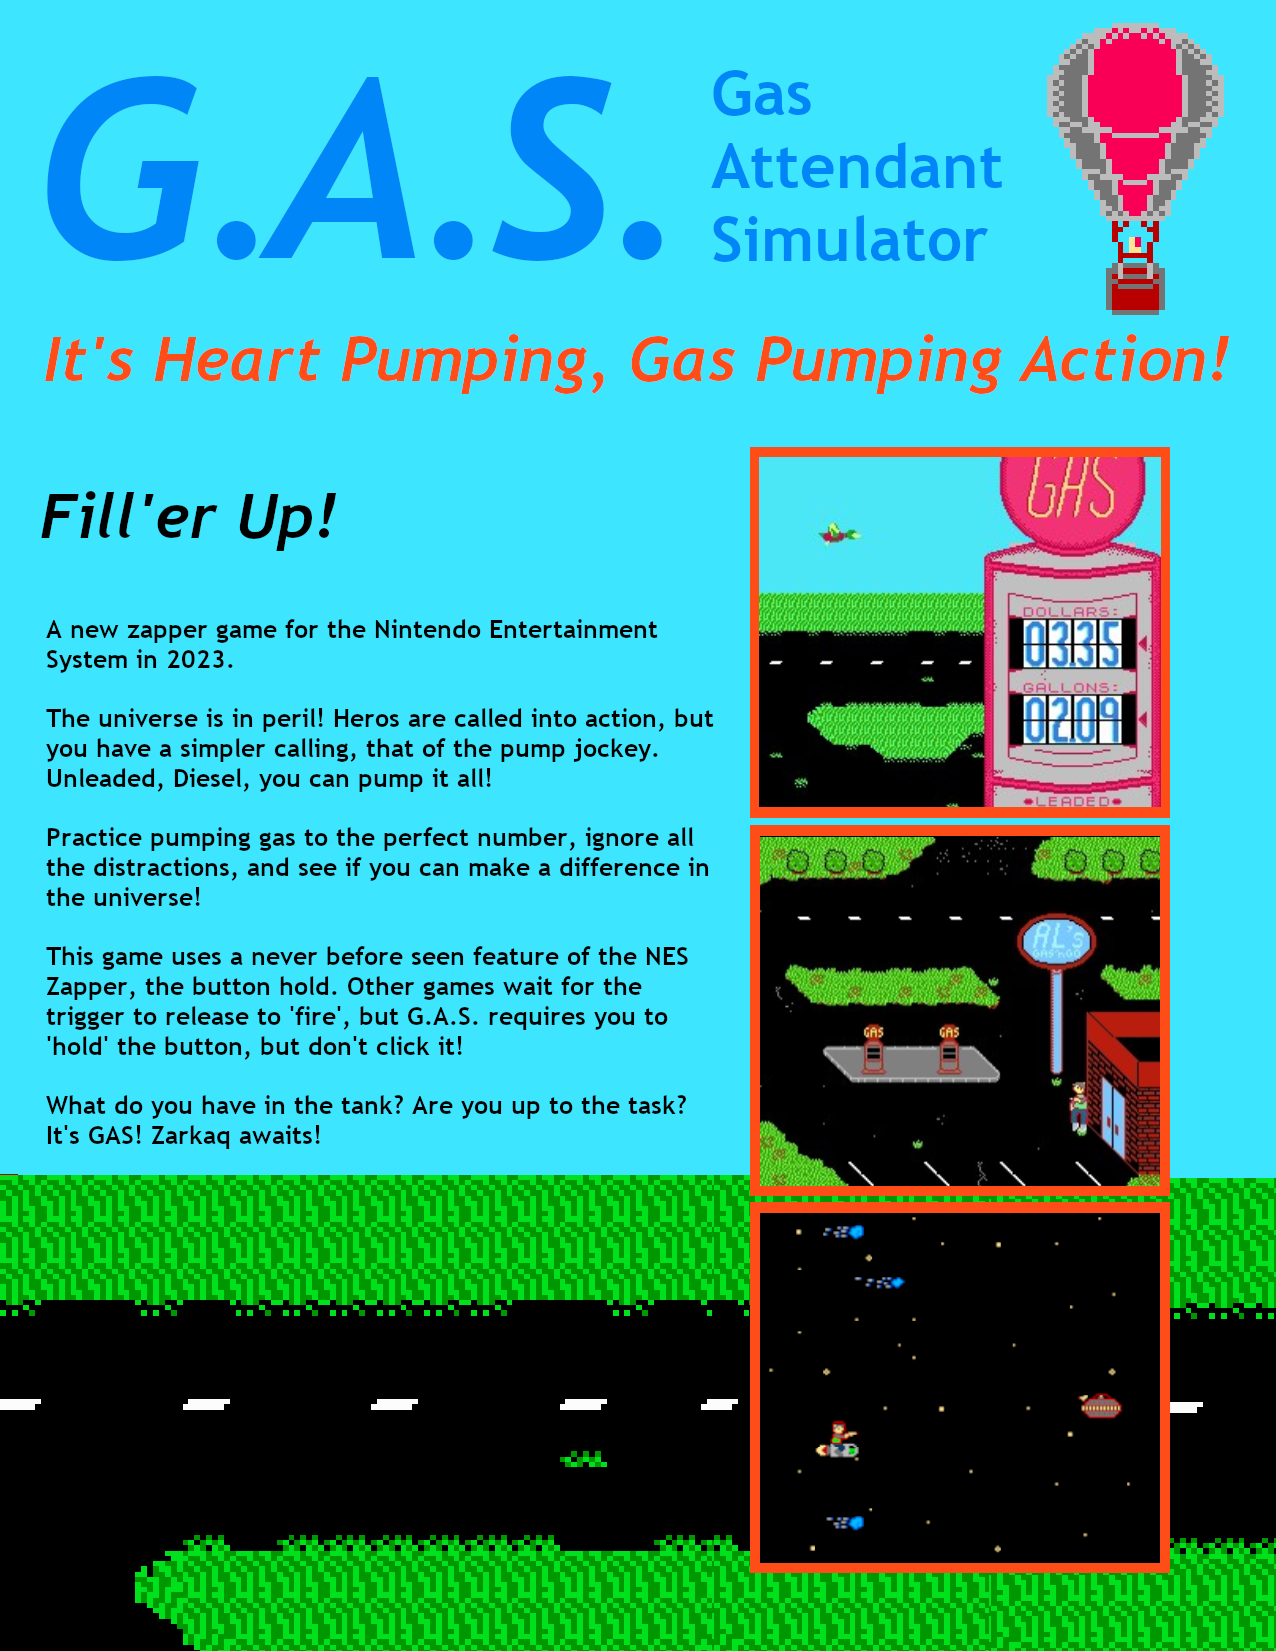 G.A.S.
Gas
Attendant
Simulator
It's Heart Pumping, Gas Pumping Action!
Fill'er Up!
A new zapper game for the Nintendo Entertainment
System in 2023.
The universe is in peril! Heros are called into action, but
you have a simpler calling, that of the pump jockey.
Unleaded, Diesel, you can pump it all!
Practice pumping gas to the perfect number, ignore all
the distractions, and see if you can make a difference in
the universe!
This game uses a never before seen feature of the NES
Zapper, the button hold. Other games wait for the
trigger to release to 'fire', but G.A.S. requires you to
'hold' the button, but don't click it!
What do you have in the tank? Are you up to the task?
It's GAS! Zarkaq awaits!
GAS
DOLLARS:
03.35
GALLONS:
02.09
LEADED
AL's
GAS n GO
GAS GAS